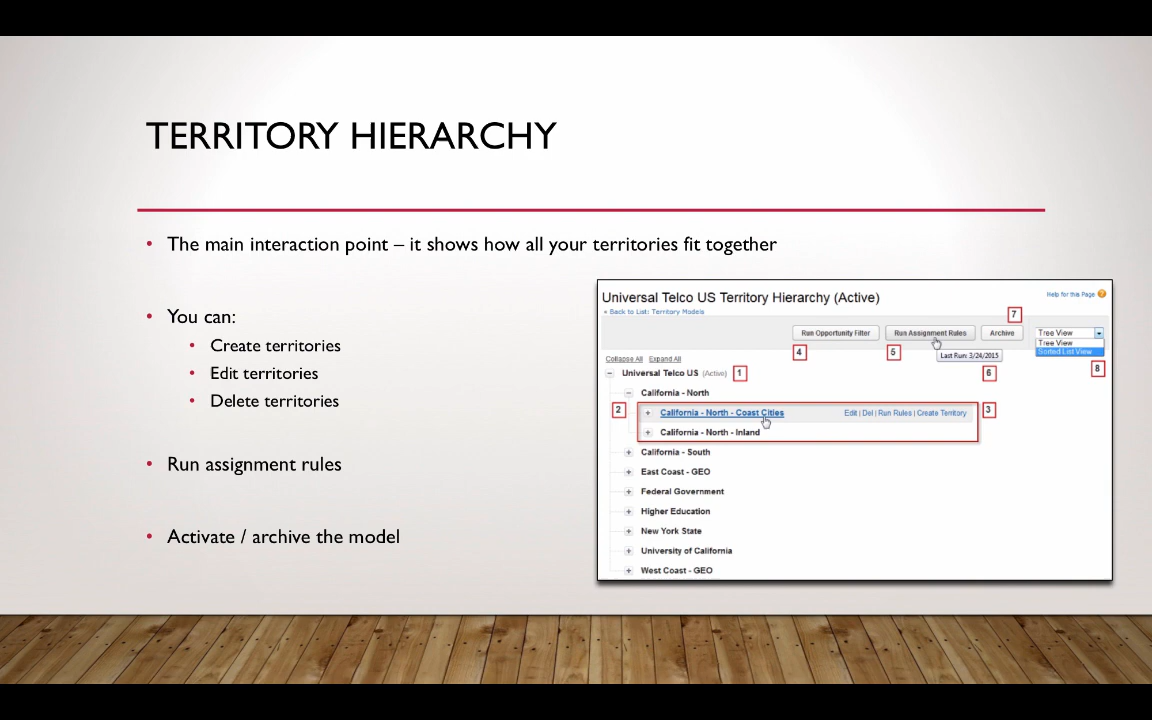 TERRITORY HIERARCHY
• The main interaction point – it shows how all your territories fit together
• You can:
• Create territories
• Edit territories
• Delete territories
• Run assignment rules
• Activate / archive the model
Universal Telco US Territory Hierarchy (Active)
Help for this Page ?
« Back to List: Territory Models
7
Run Opportunity Filter Run Assignment Rules Archive Tree View
Tree View
Sorted List View
4 5 Last Run: 3/24/2015
Collapse All Expand All
Universal Telco US (Active) 1 6 8
California - North
2 California - North - Coast Cities Edit | Del | Run Rules | Create Territory 3
California - North - Inland
California - South
East Coast - GEO
Federal Government
Higher Education
New York State
University of California
West Coast - GEO